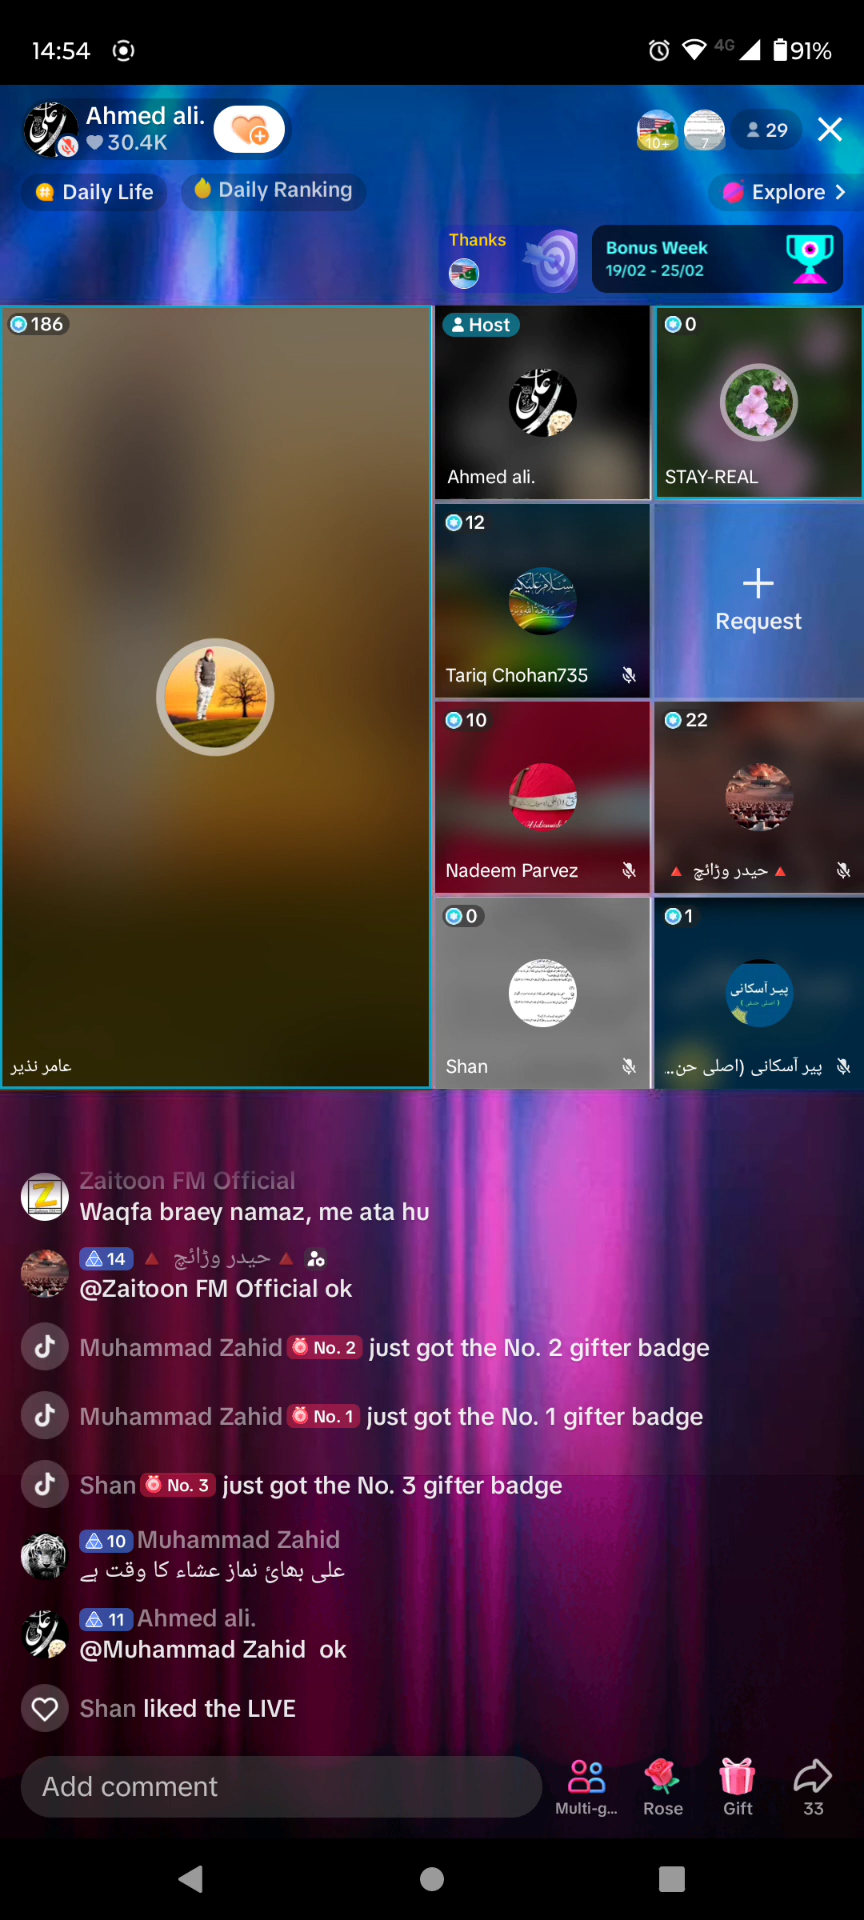 14:54
4G
91%
Ahmed ali.
30.4K
10+
7
29
Daily Life
Daily Ranking
Explore
Thanks
Bonus Week
19/02 - 25/02
186
عامر نذیر
Host
Ahmed ali.
0
STAY-REAL
12
Tariq Chohan735
Request
10
Nadeem Parvez
22
🔺 حیدر وڑائچ 🔺
0
Shan
1
پیر آسکانی
پیر آسکانی (اصلی حن...
Zaitoon FM Official
Waqfa braey namaz, me ata hu
14 🔺 حیدر وڑائچ 🔺
@Zaitoon FM Official ok
Muhammad Zahid No. 2 just got the No. 2 gifter badge
Muhammad Zahid No. 1 just got the No. 1 gifter badge
Shan No. 3 just got the No. 3 gifter badge
10 Muhammad Zahid
علی بھائ نماز عشاء کا وقت ہے
11 Ahmed ali.
@Muhammad Zahid ok
Shan liked the LIVE
Add comment
Multi-g...
Rose
Gift
33